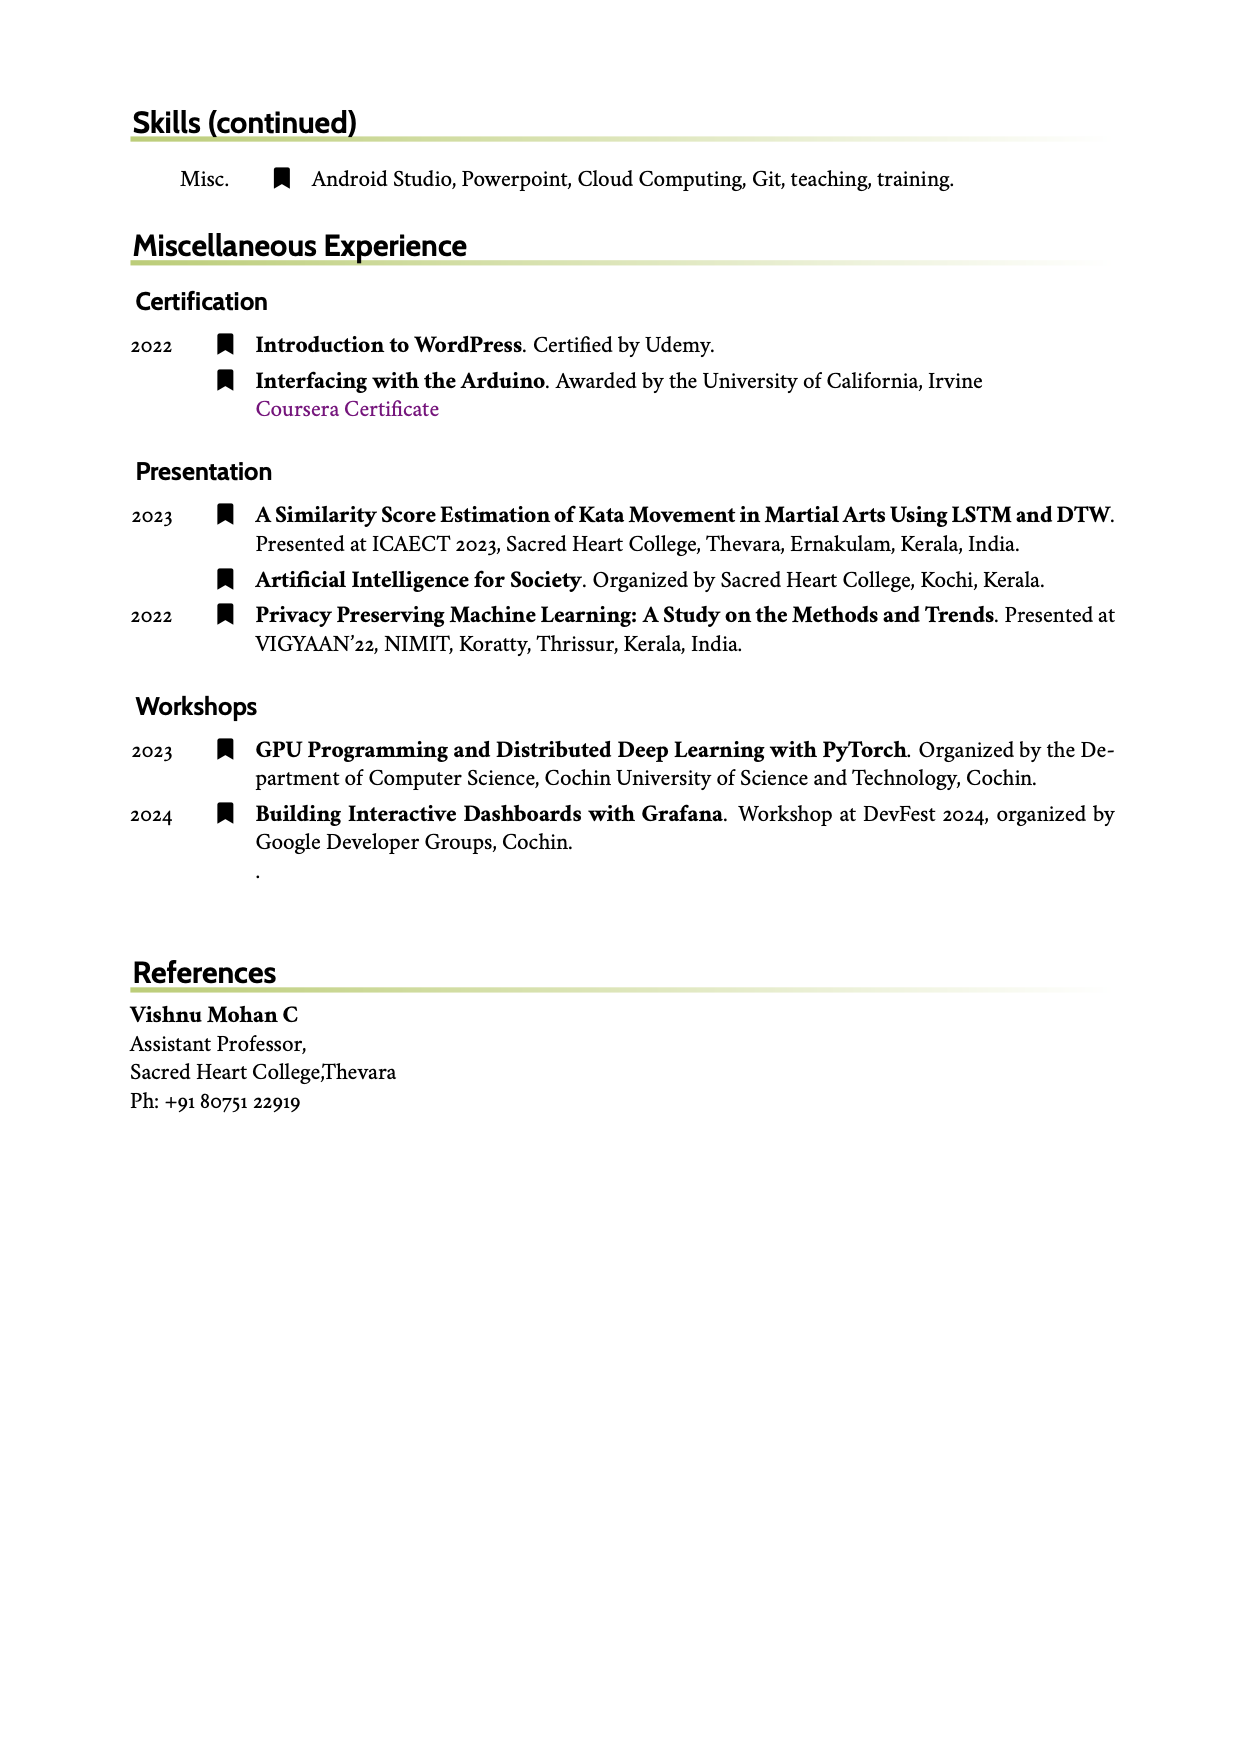 Skills (continued)
Misc. Android Studio, Powerpoint, Cloud Computing, Git, teaching, training.
Miscellaneous Experience
Certification
2022 Introduction to WordPress. Certified by Udemy.
Interfacing with the Arduino. Awarded by the University of California, Irvine
Coursera Certificate
Presentation
2023 A Similarity Score Estimation of Kata Movement in Martial Arts Using LSTM and DTW.
Presented at ICAECT 2023, Sacred Heart College, Thevara, Ernakulam, Kerala, India.
Artificial Intelligence for Society. Organized by Sacred Heart College, Kochi, Kerala.
2022 Privacy Preserving Machine Learning: A Study on the Methods and Trends. Presented at
VIGYAAN’22, NIMIT, Koratty, Thrissur, Kerala, India.
Workshops
2023 GPU Programming and Distributed Deep Learning with PyTorch. Organized by the De-
partment of Computer Science, Cochin University of Science and Technology, Cochin.
2024 Building Interactive Dashboards with Grafana. Workshop at DevFest 2024, organized by
Google Developer Groups, Cochin.
.
References
Vishnu Mohan C
Assistant Professor,
Sacred Heart College,Thevara
Ph: +91 80751 22919